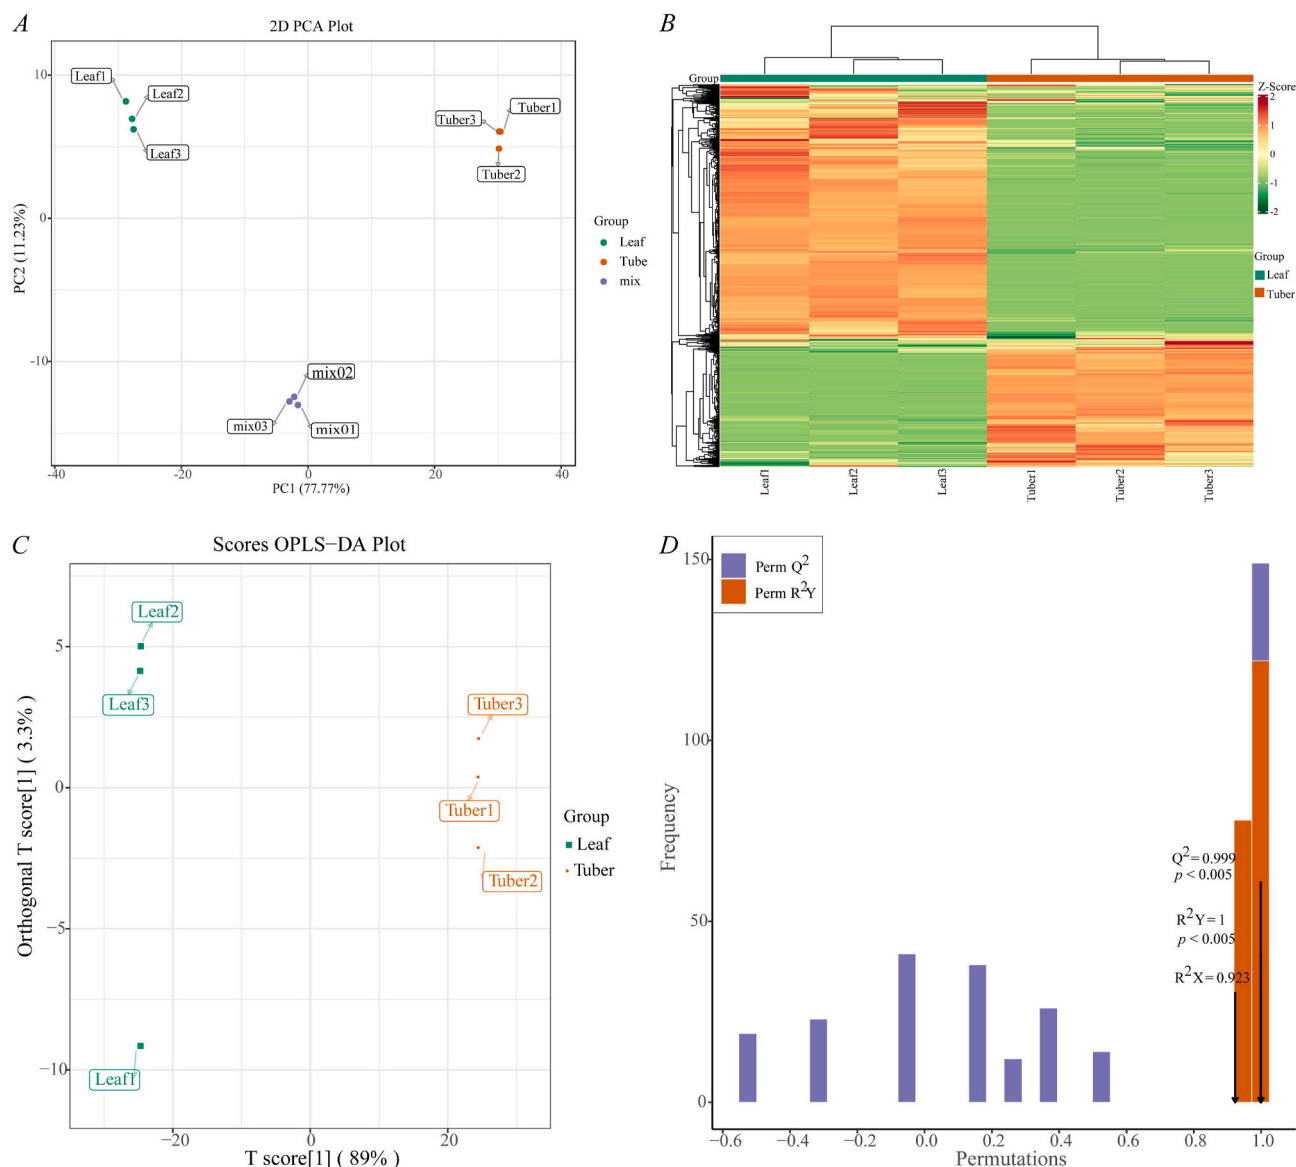 A
2D PCA Plot
Leaf1
Leaf2
Leaf3
Tuber3
Tuber1
Tuber2
mix02
mix03
mix01
10
0
-10
PC2 (11.23%)
-40
-20
0
20
40
PC1 (77.77%)
Group
Leaf
Tube
mix
B
Group
Z-Score
2
1
0
-1
-2
Group
Leaf
Tuber
Leaf1
Leaf2
Leaf3
Tuber1
Tuber2
Tuber3
C
Scores OPLS−DA Plot
Leaf2
Leaf3
Tuber3
Tuber1
Tuber2
Leaf1
5
0
−5
−10
Orthogonal T score[1] ( 3.3% )
−20
0
20
T score[1] ( 89% )
Group
Leaf
Tuber
D
Perm Q²
Perm R²Y
150
100
50
0
Frequency
Q²=0.999
p < 0.005
R²Y=1
p < 0.005
R²X=0.923
−0.6
−0.4
−0.2
0.0
0.2
0.4
0.6
0.8
1.0
Permutations